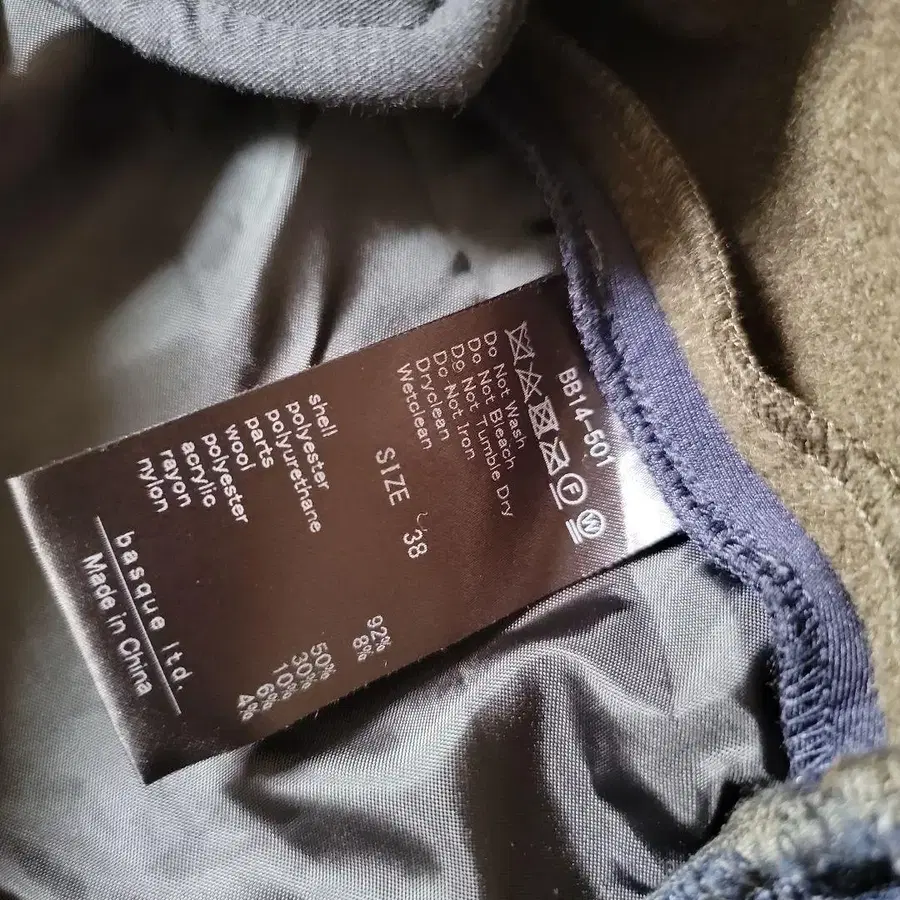 BB14-501
F W
Do Not Wash
Do Not Bleach
Do Not Tumble Dry
Do Not Iron
Dryclean
Wetclean
SIZE 38
shell
polyester 92%
polyurethane 8%
parts
wool 50%
polyester 30%
acrylic 10%
rayon 6%
nylon 4%
basque ltd.
Made in China